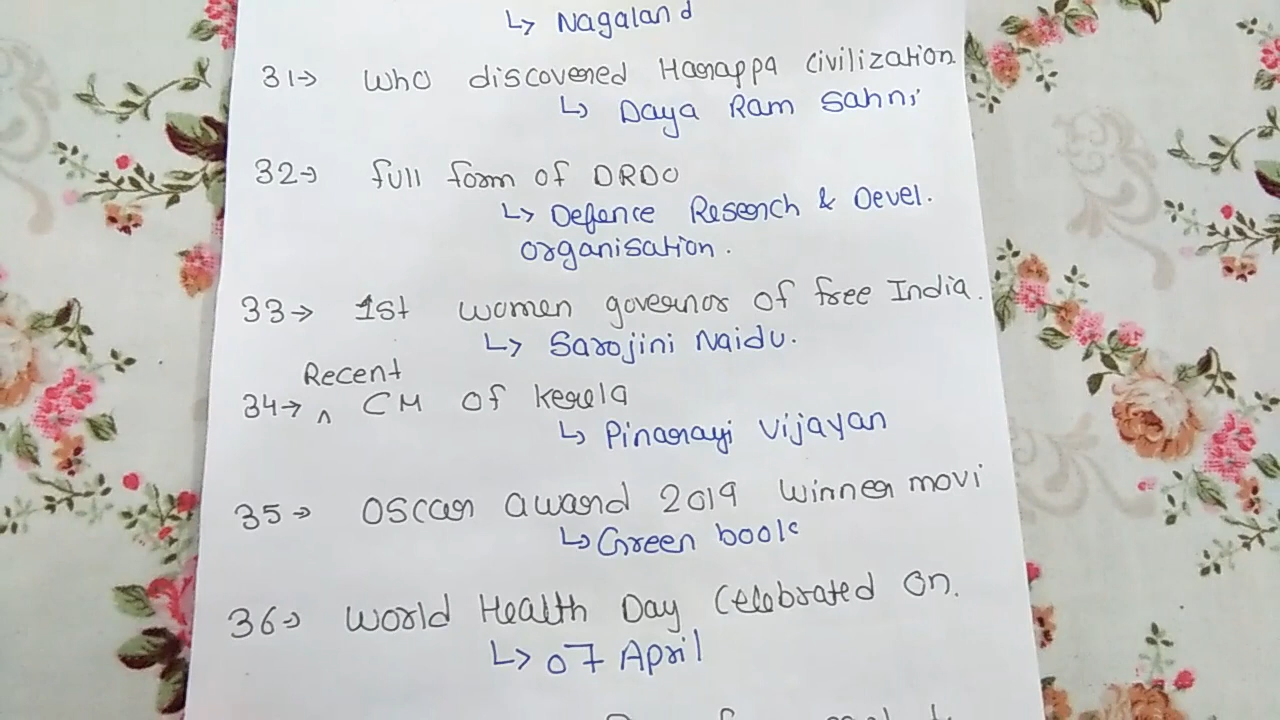 ↳ Nagaland
31→ Who discovered Harappa Civilization
↳ Daya Ram Sahni
32→ full form of DRDO
↳ Defence Reserch & Devel.
organisation.
33→ 1st women governor of free India.
↳ Sarojini Naidu.
Recent
34→ ^ CM of kerela
↳ Pinarayi Vijayan
35→ Oscar award 2019 winner movi
↳ Green book
36→ World Health Day Celebrated On.
↳ 07 April